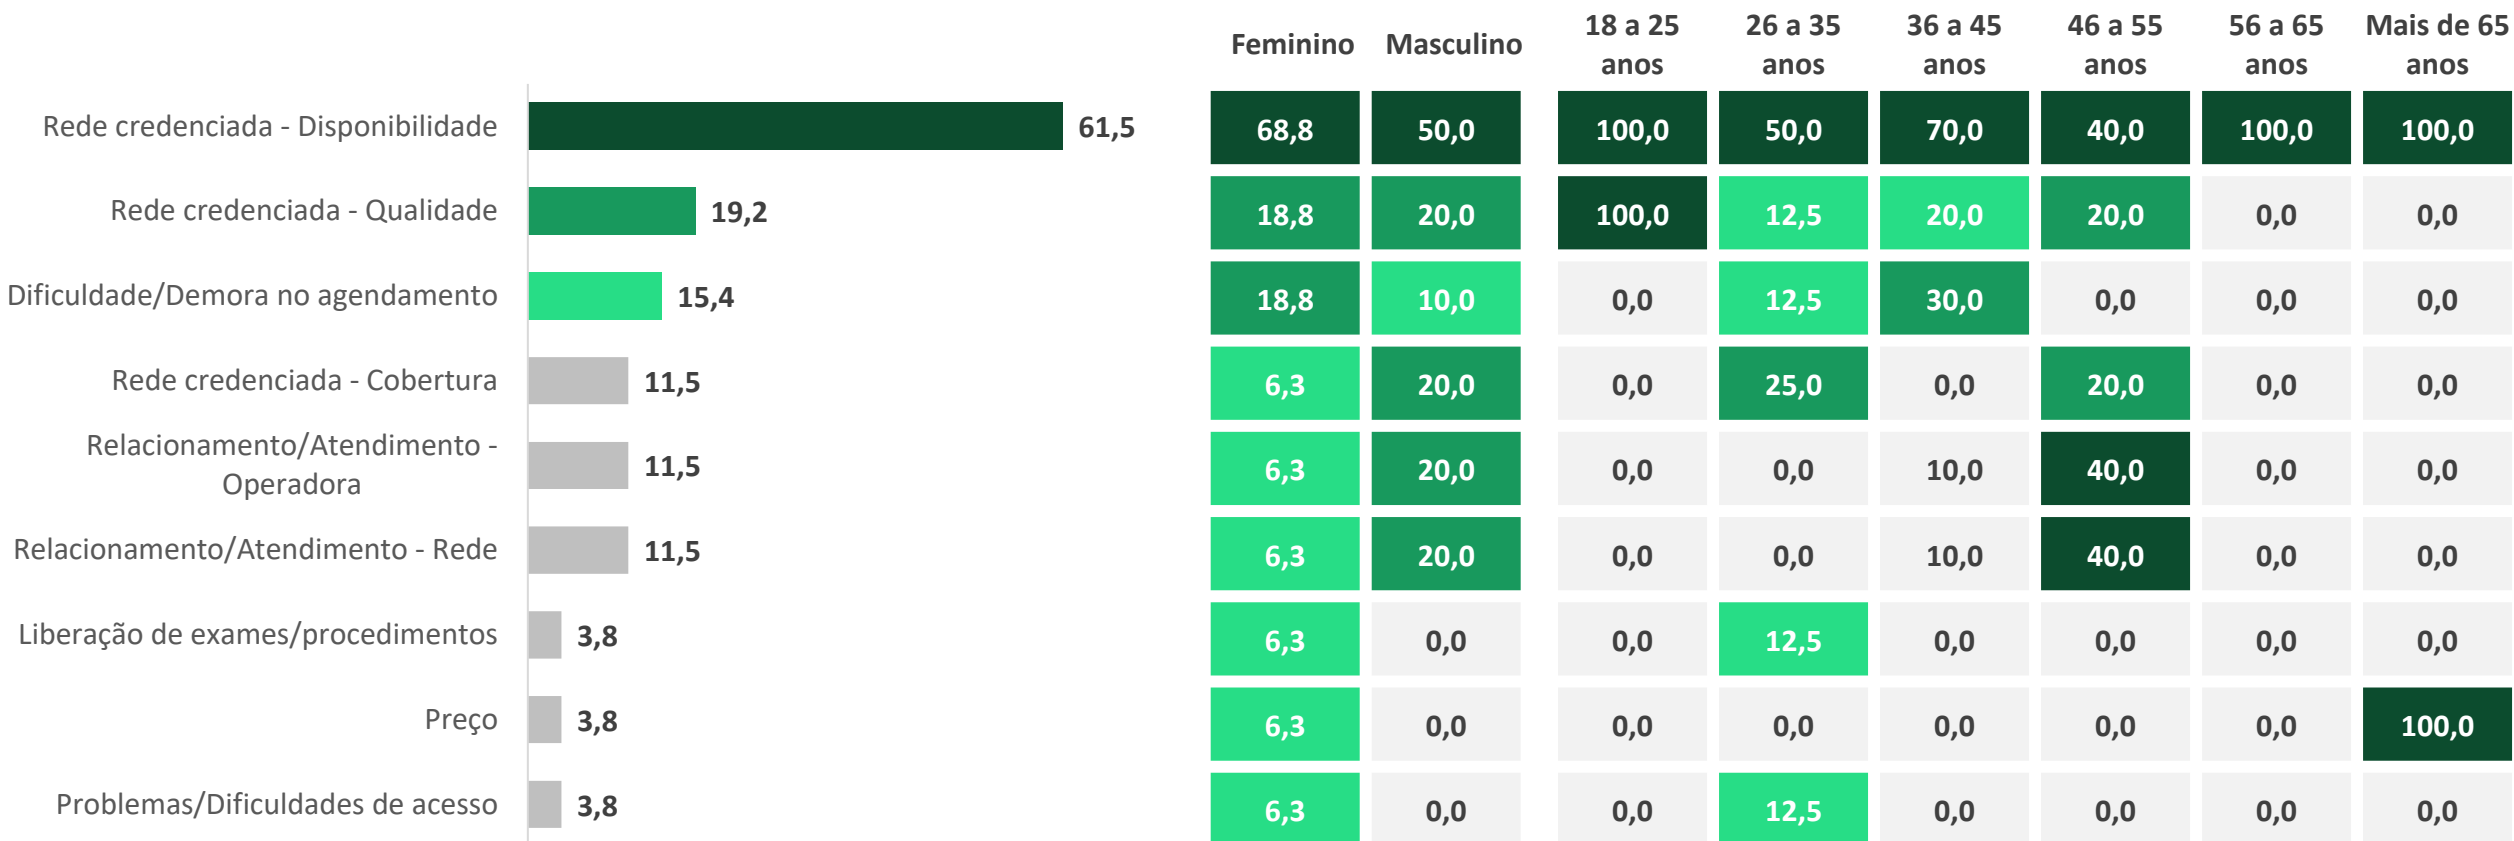 Feminino Masculino 18 a 25 anos 26 a 35 anos 36 a 45 anos 46 a 55 anos 56 a 65 anos Mais de 65 anos
Rede credenciada - Disponibilidade 61,5 68,8 50,0 100,0 50,0 70,0 40,0 100,0 100,0
Rede credenciada - Qualidade 19,2 18,8 20,0 100,0 12,5 20,0 20,0 0,0 0,0
Dificuldade/Demora no agendamento 15,4 18,8 10,0 0,0 12,5 30,0 0,0 0,0 0,0
Rede credenciada - Cobertura 11,5 6,3 20,0 0,0 25,0 0,0 20,0 0,0 0,0
Relacionamento/Atendimento -
Operadora 11,5 6,3 20,0 0,0 0,0 10,0 40,0 0,0 0,0
Relacionamento/Atendimento - Rede 11,5 6,3 20,0 0,0 0,0 10,0 40,0 0,0 0,0
Liberação de exames/procedimentos 3,8 6,3 0,0 0,0 12,5 0,0 0,0 0,0 0,0
Preço 3,8 6,3 0,0 0,0 0,0 0,0 0,0 0,0 100,0
Problemas/Dificuldades de acesso 3,8 6,3 0,0 0,0 12,5 0,0 0,0 0,0 0,0